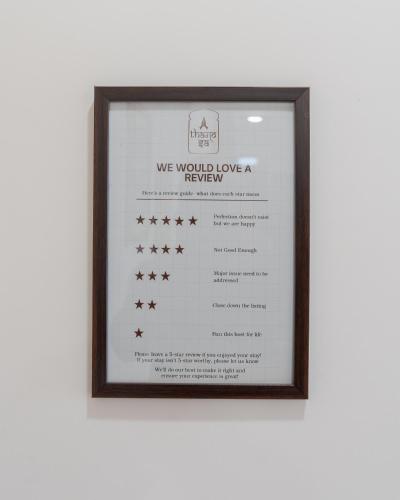 WE WOULD LOVE A
REVIEW
Here's a review guide- what does each star mean
Perfection doesn't exist
but we are happy
Not Good Enough
Major issue need to be
addressed
Close down the listing
Ban this host for life
Please leave a 5-star review if you enjoyed your stay!
If your stay isn't 5-star worthy, please let us know
We'll do our best to make it right and
ensure your experience is great!